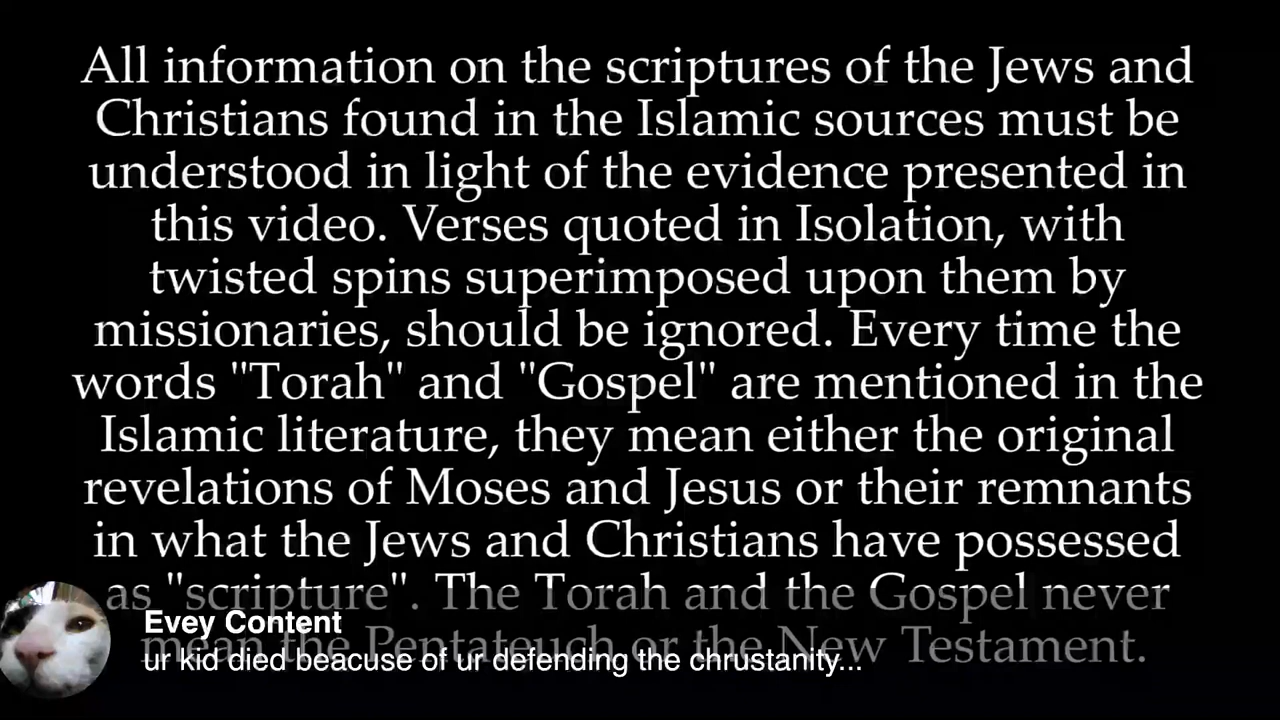 All information on the scriptures of the Jews and
Christians found in the Islamic sources must be
understood in light of the evidence presented in
this video. Verses quoted in Isolation, with
twisted spins superimposed upon them by
missionaries, should be ignored. Every time the
words "Torah" and "Gospel" are mentioned in the
Islamic literature, they mean either the original
revelations of Moses and Jesus or their remnants
in what the Jews and Christians have possessed
as "scripture". The Torah and the Gospel never
mean the Pentateuch or the New Testament.
Evey Content
ur kid died beacuse of ur defending the chrustanity...